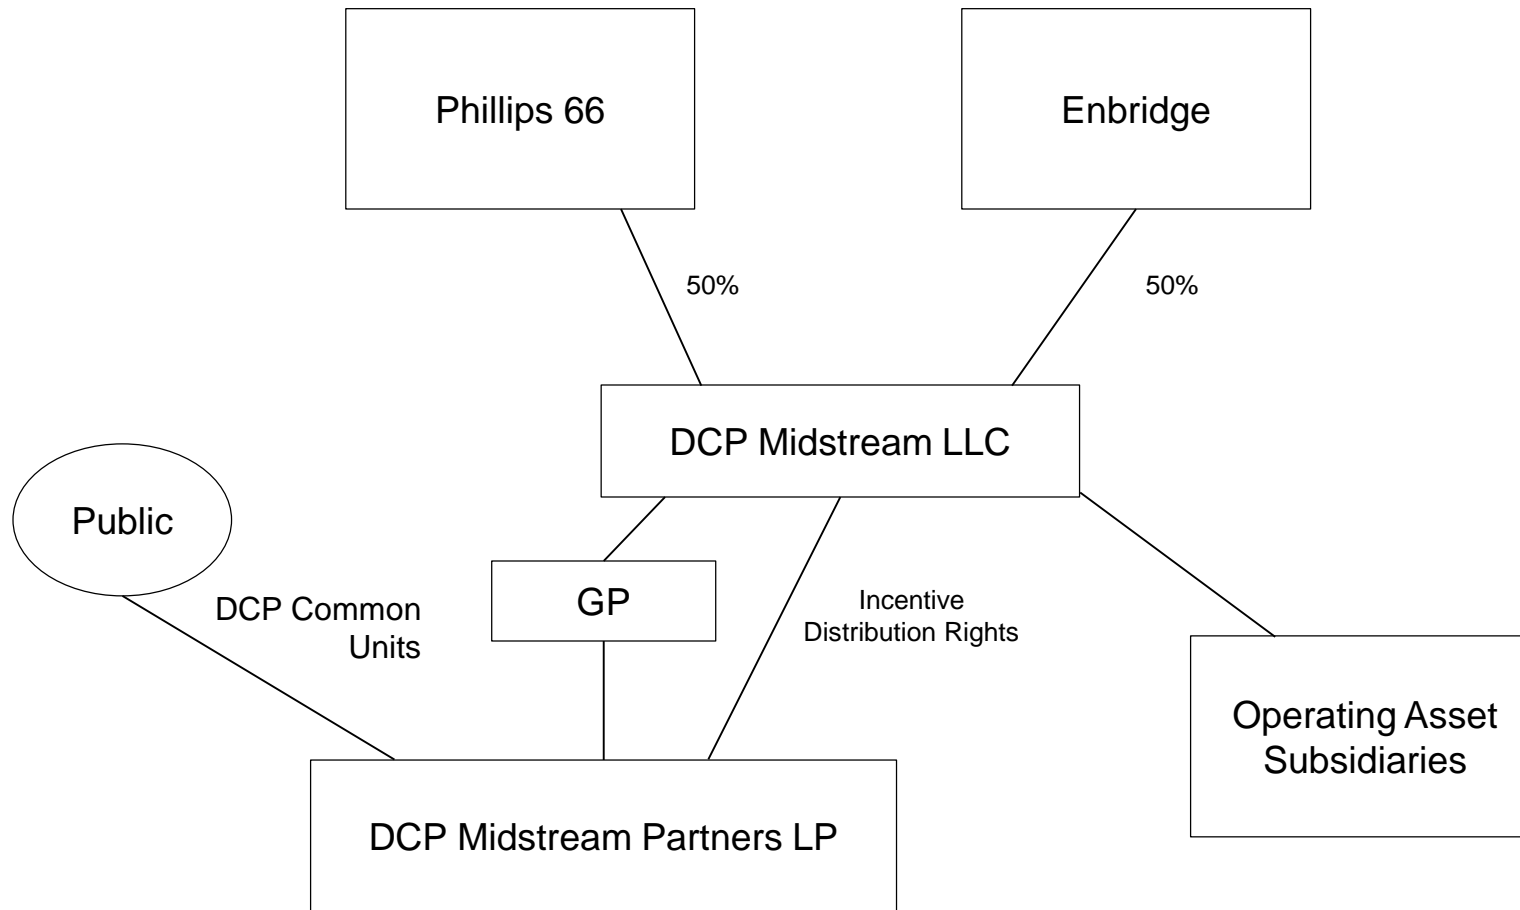 Phillips 66
Enbridge
50%
50%
DCP Midstream LLC
Public
DCP Common
Units
GP
Incentive
Distribution Rights
Operating Asset
Subsidiaries
DCP Midstream Partners LP